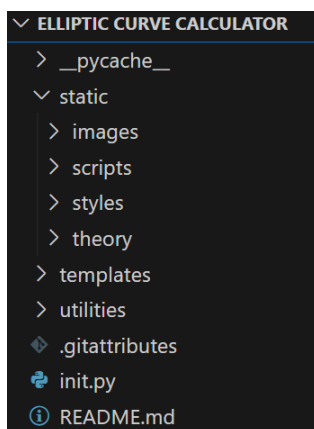 ELLIPTIC CURVE CALCULATOR
__pycache__
static
images
scripts
styles
theory
templates
utilities
.gitattributes
init.py
README.md